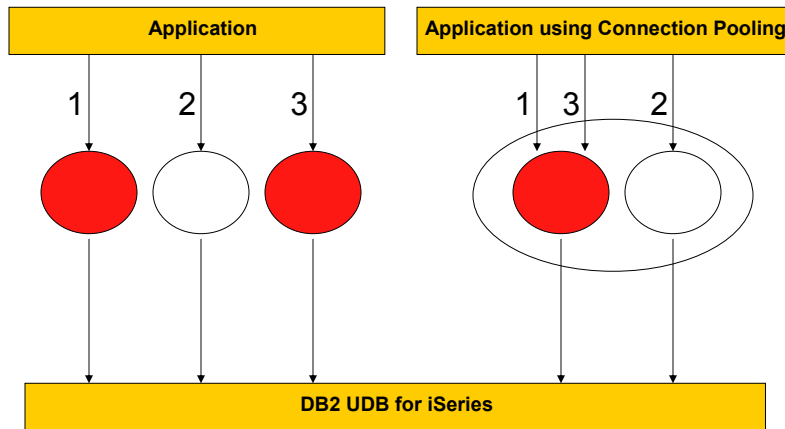 Application
Application using Connection Pooling
1 2 3
1 3 2
DB2 UDB for iSeries